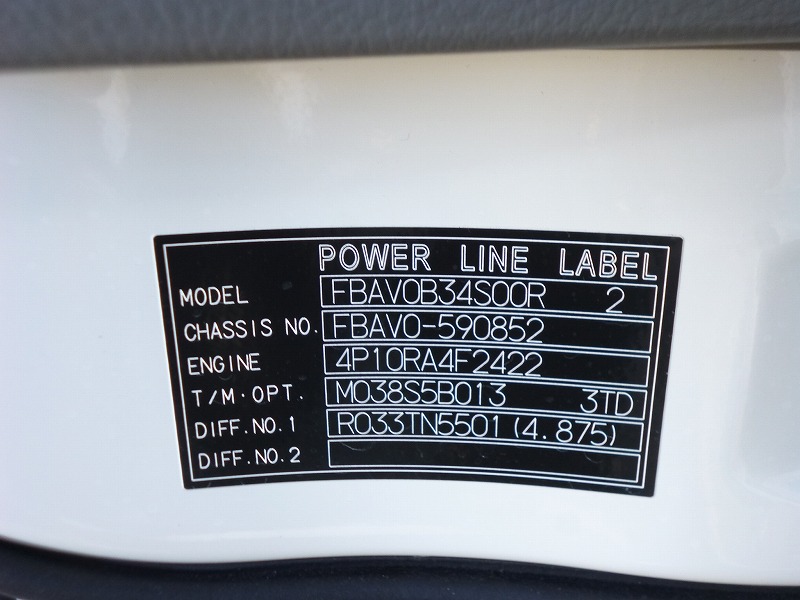 POWER LINE LABEL
MODEL FBAV0B34S00R 2
CHASSIS NO. FBAV0-590852
ENGINE 4P10RA4F2422
T/M·OPT. M038S5B013 3TD
DIFF.NO.1 R033TN5501(4.875)
DIFF.NO.2